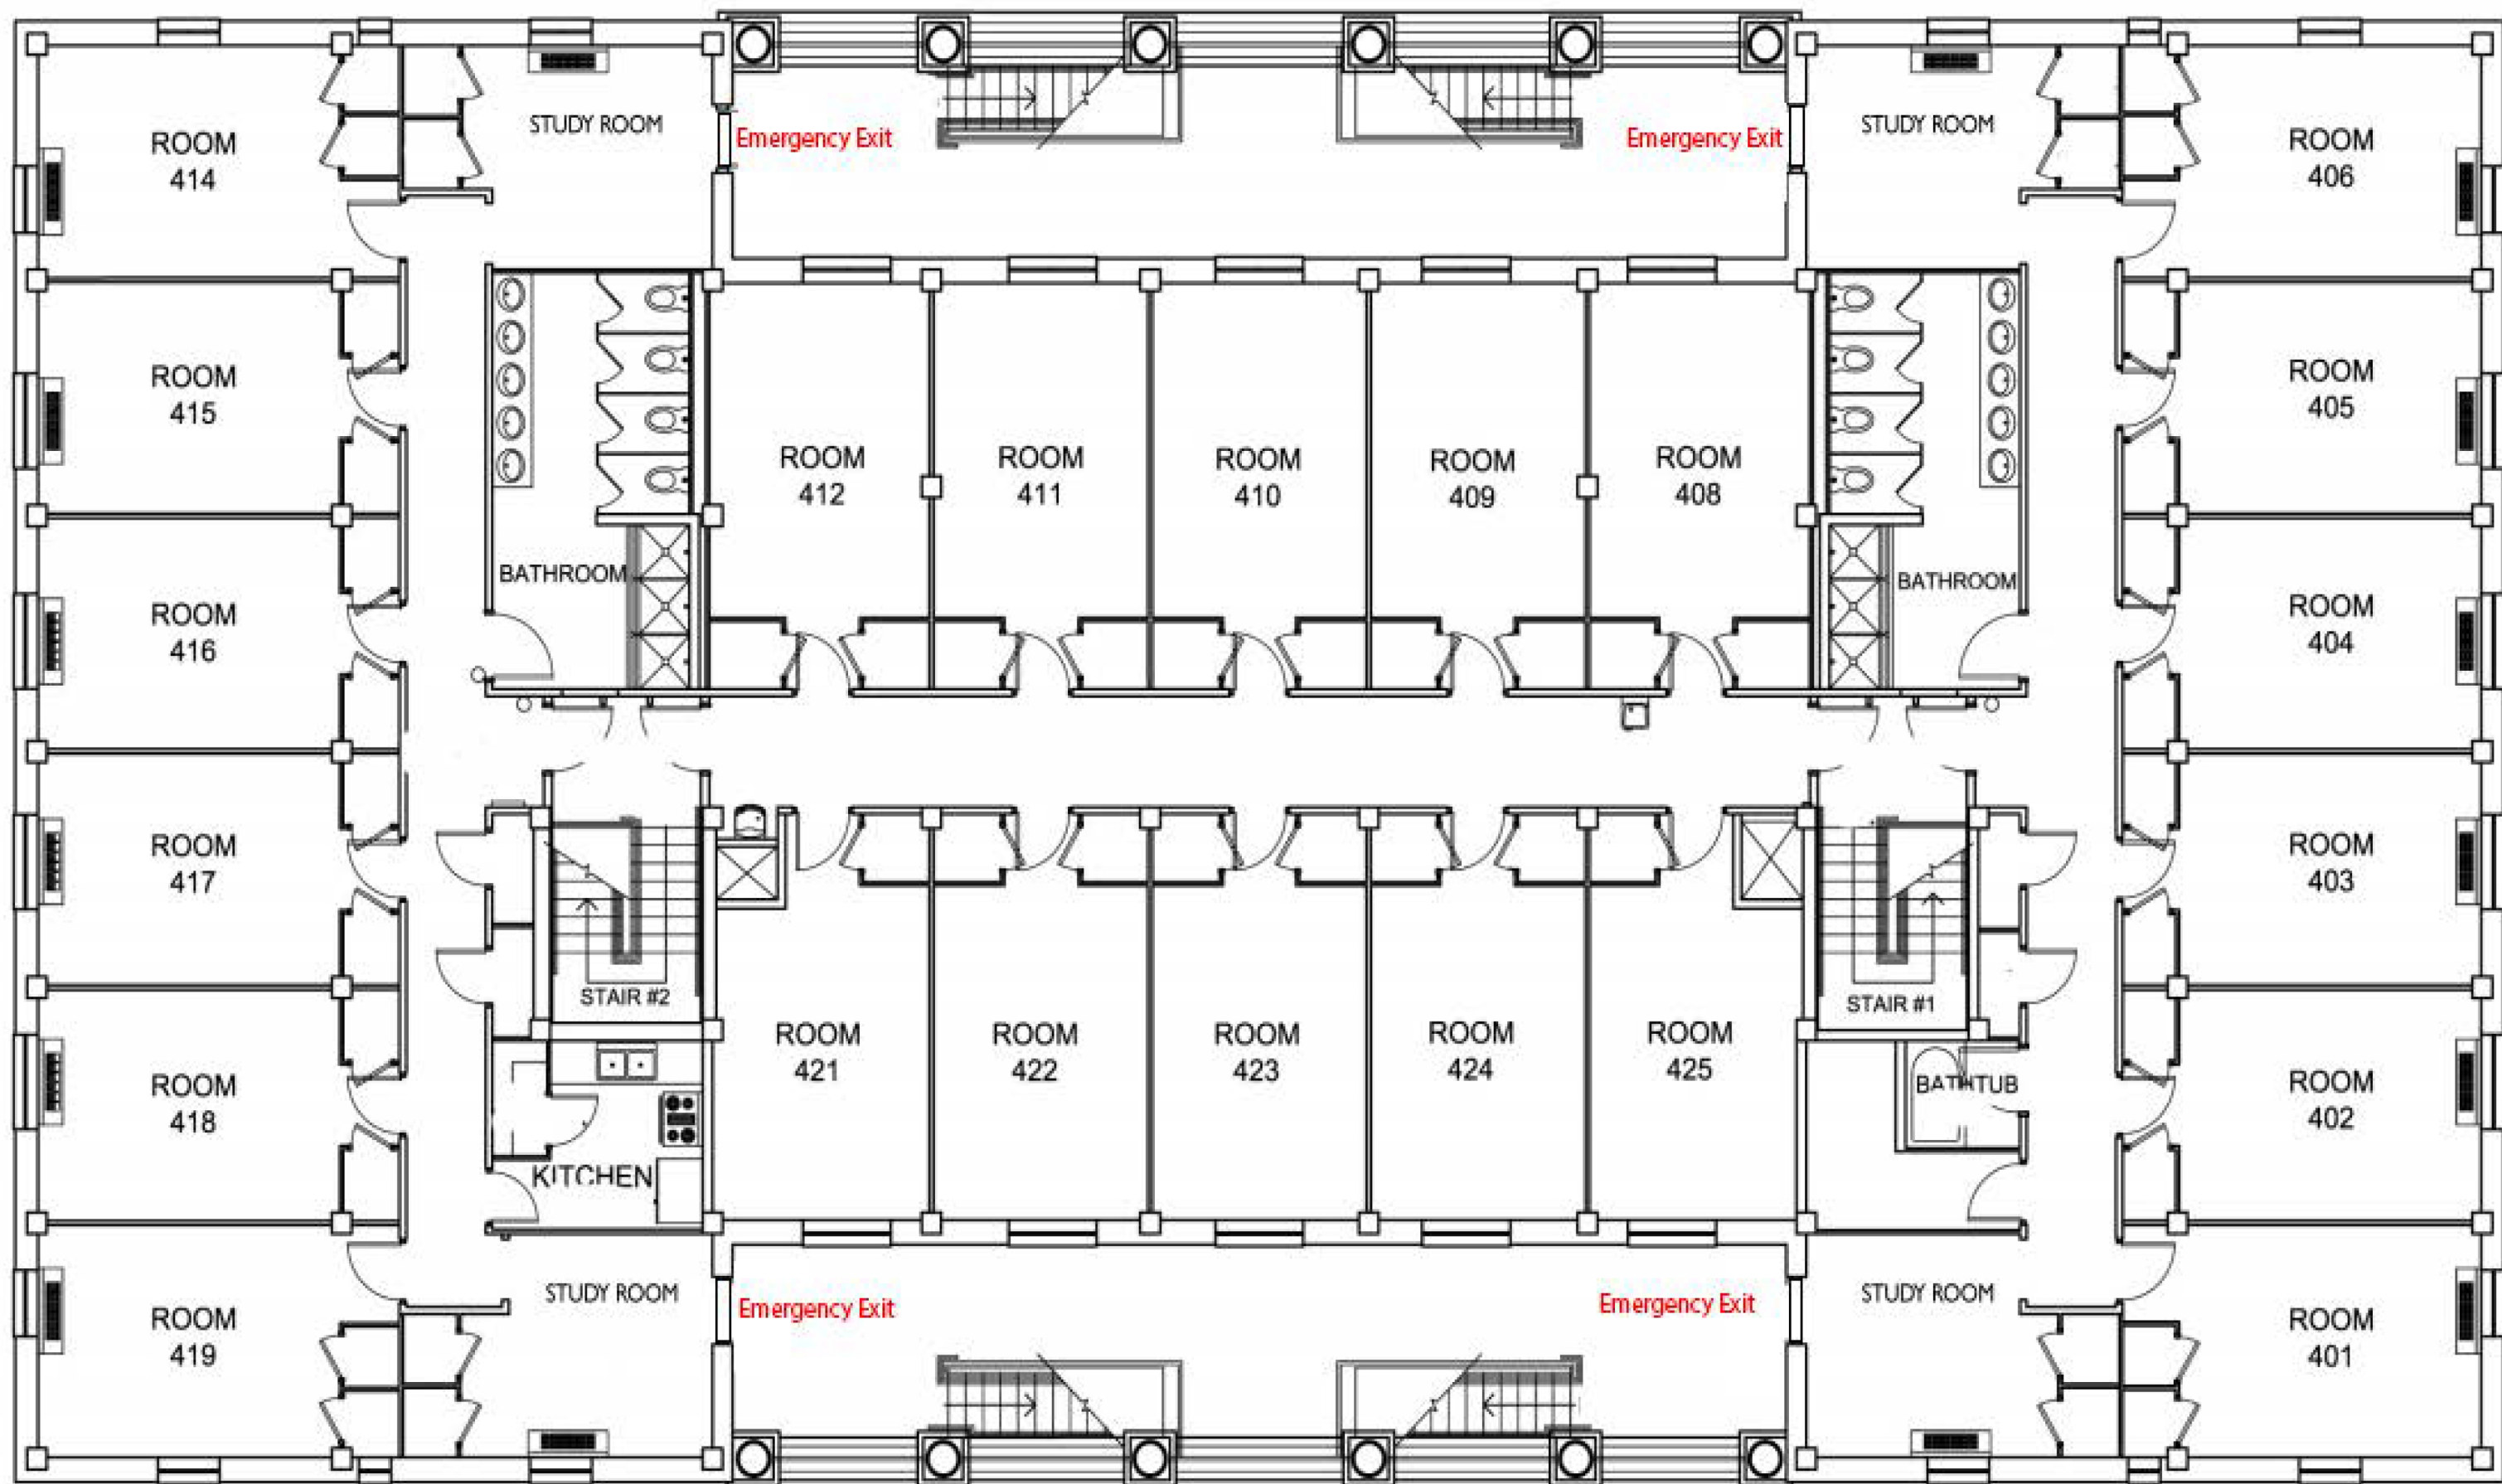 STUDY ROOM
STUDY ROOM
Emergency Exit
Emergency Exit
ROOM
414
ROOM
406
ROOM
415
ROOM
405
ROOM
412
ROOM
411
ROOM
410
ROOM
409
ROOM
408
BATHROOM
BATHROOM
ROOM
416
ROOM
404
ROOM
417
ROOM
403
STAIR #2
STAIR #1
ROOM
421
ROOM
422
ROOM
423
ROOM
424
ROOM
425
ROOM
418
BATHTUB
ROOM
402
KITCHEN
STUDY ROOM
STUDY ROOM
Emergency Exit
Emergency Exit
ROOM
419
ROOM
401